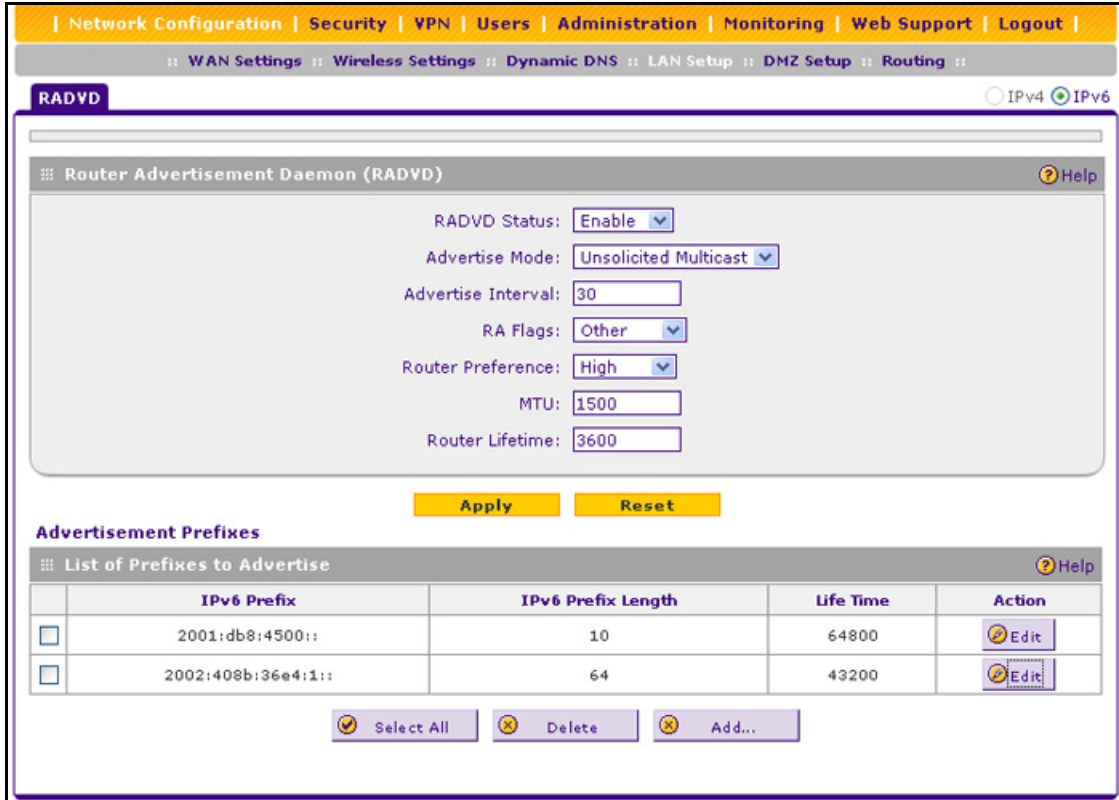 | Network Configuration | Security | VPN | Users | Administration | Monitoring | Web Support | Logout |
:: WAN Settings :: Wireless Settings :: Dynamic DNS :: LAN Setup :: DMZ Setup :: Routing ::
RADVD IPv4 IPv6
Router Advertisement Daemon (RADVD) Help
RADVD Status: Enable
Advertise Mode: Unsolicited Multicast
Advertise Interval: 30
RA Flags: Other
Router Preference: High
MTU: 1500
Router Lifetime: 3600
Apply Reset
Advertisement Prefixes
List of Prefixes to Advertise Help
IPv6 Prefix IPv6 Prefix Length Life Time Action
2001:db8:4500:: 10 64800 Edit
2002:408b:36e4:1:: 64 43200 Edit
Select All Delete Add...